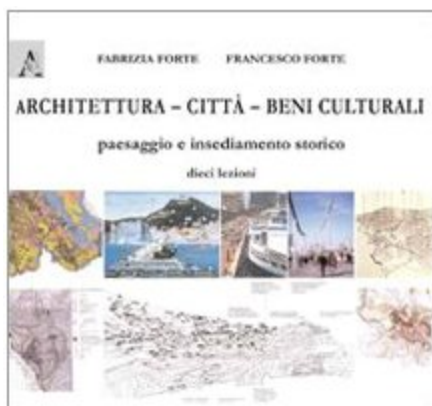 FABRIZIA FORTE FRANCESCO FORTE
ARCHITETTURA – CITTÀ – BENI CULTURALI
paesaggio e insediamento storico
dieci lezioni